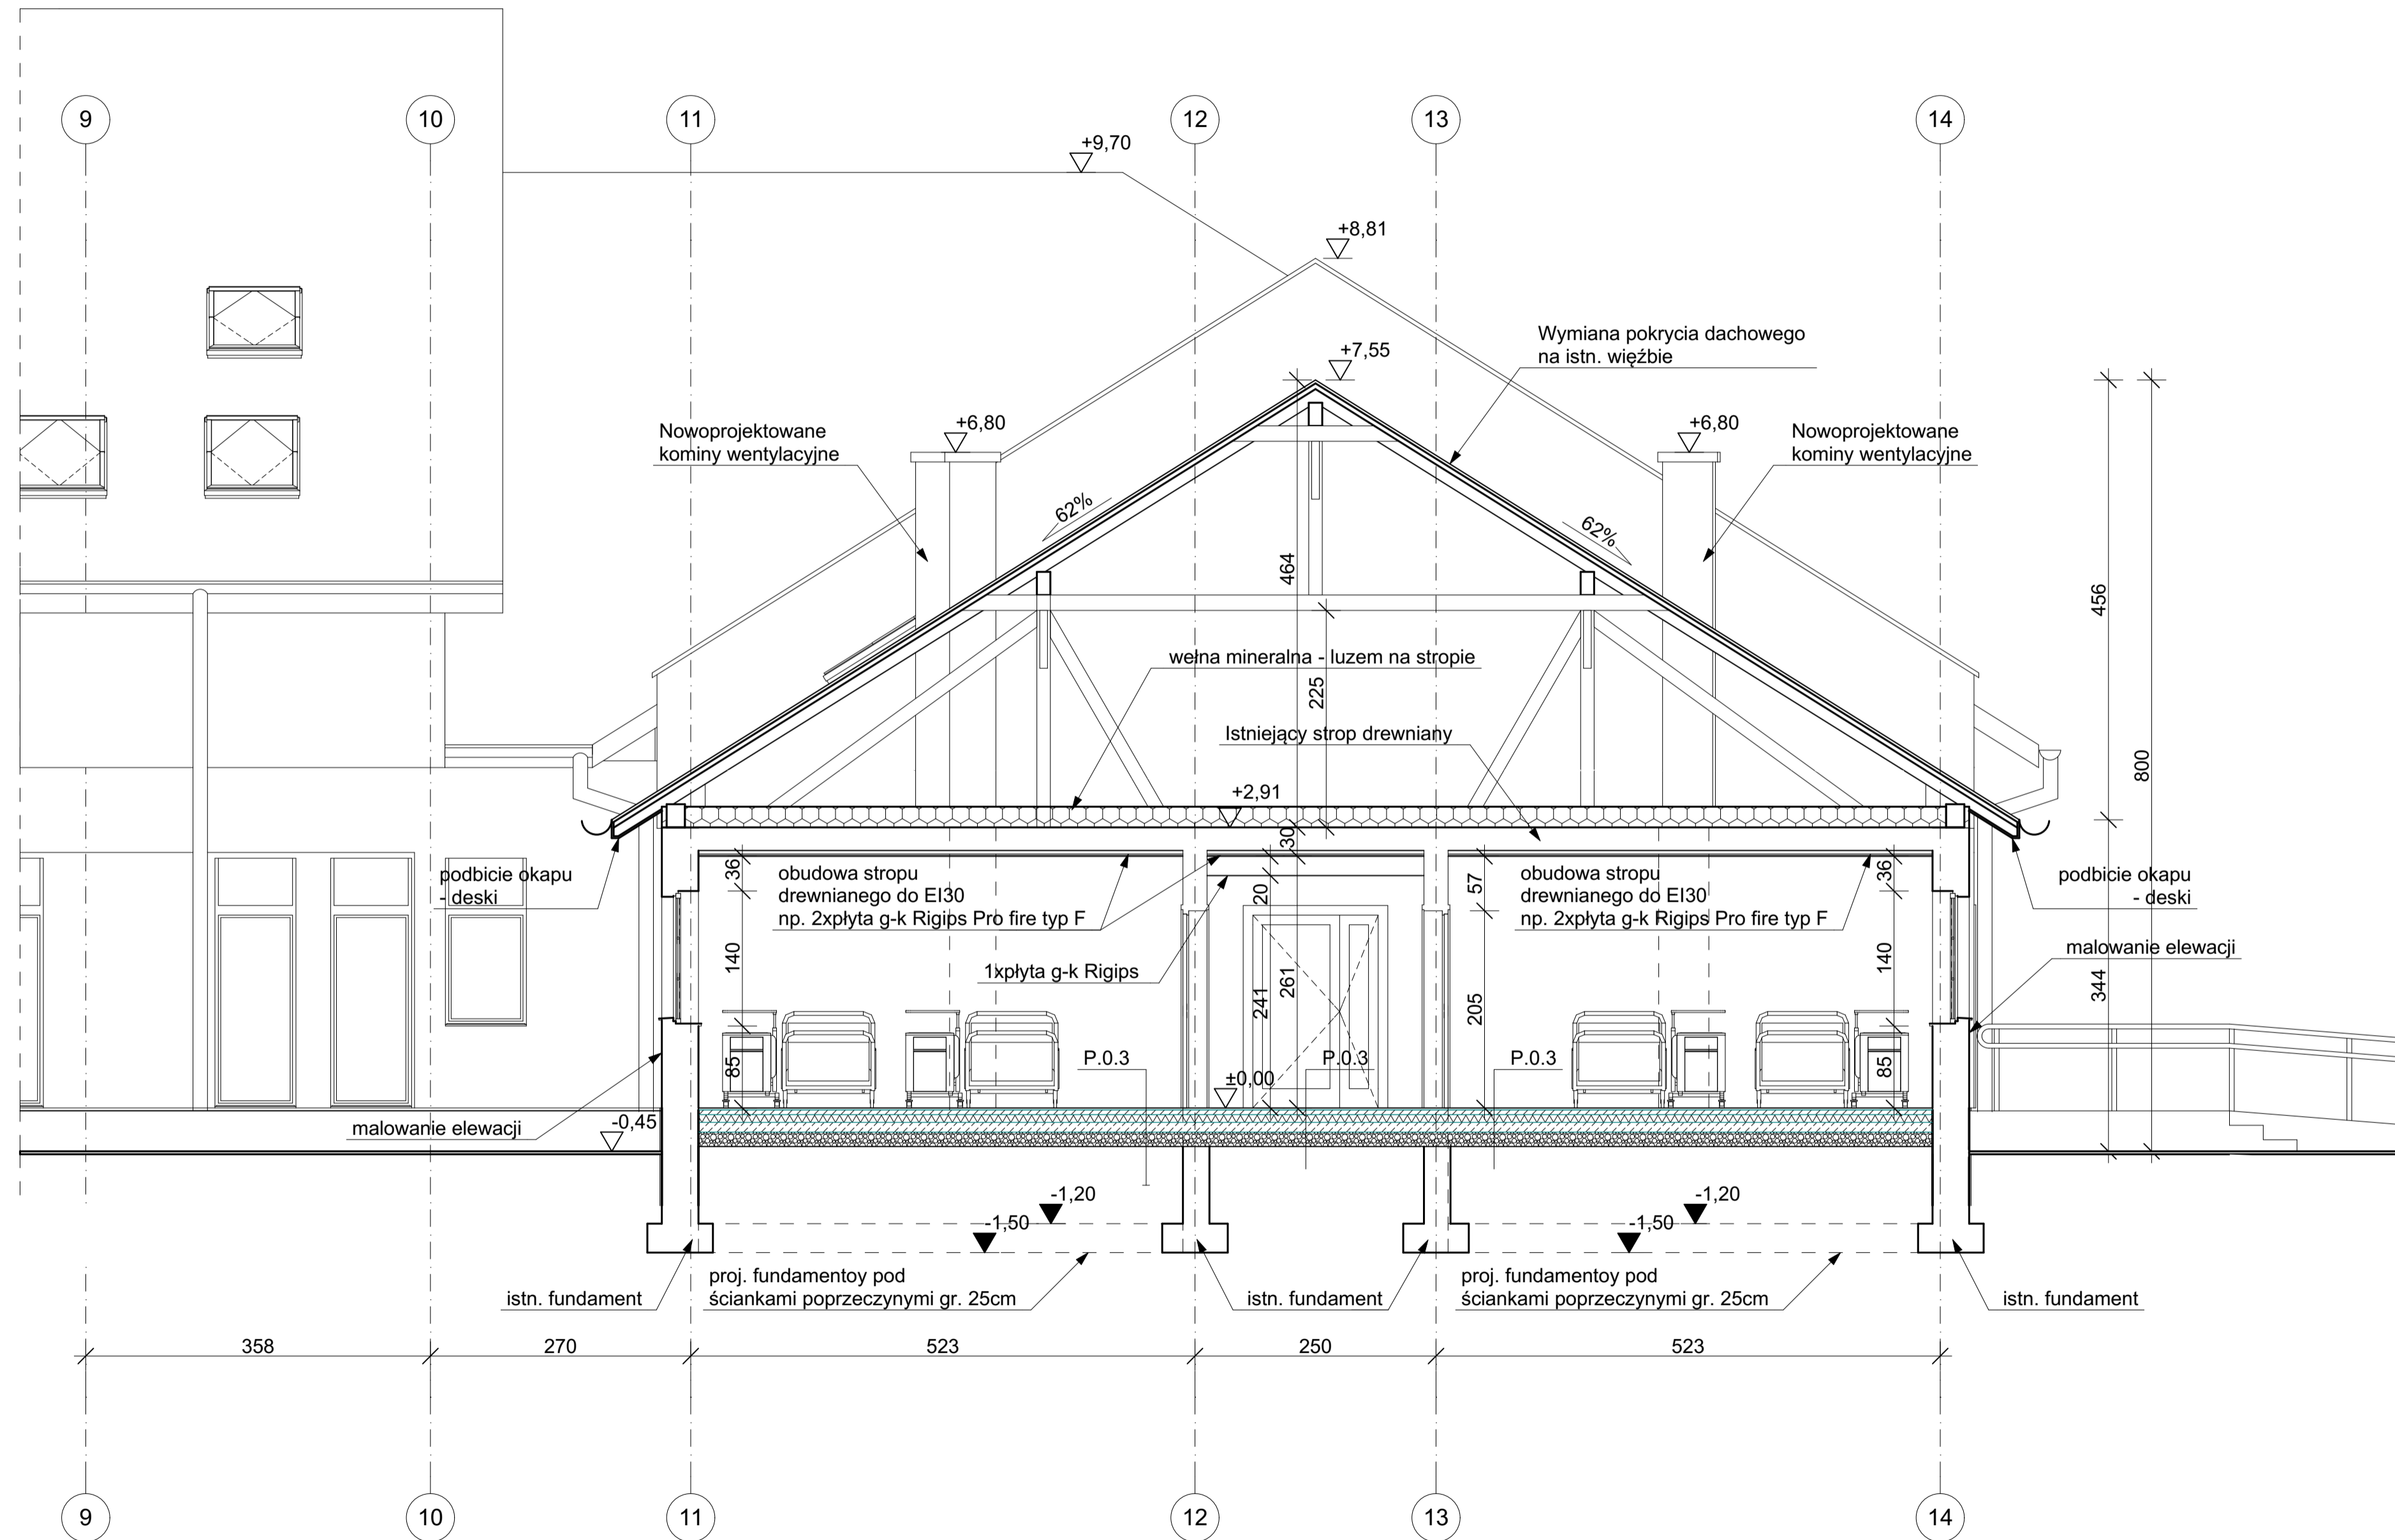 9
10
11
12
13
14
+9,70
+8,81
+7,55
Wymiana pokrycia dachowego
na istn. więźbie
Nowoprojektowane
kominy wentylacyjne
+6,80
+6,80
Nowoprojektowane
kominy wentylacyjne
62%
62%
464
456
wełna mineralna - luzem na stropie
225
Istniejący strop drewniany
800
+2,91
30
podbicie okapu
- deski
36
obudowa stropu
drewnianego do EI30
np. 2xpłyta g-k Rigips Pro fire typ F
20
57
obudowa stropu
drewnianego do EI30
np. 2xpłyta g-k Rigips Pro fire typ F
36
podbicie okapu
- deski
140
1xpłyta g-k Rigips
140
malowanie elewacji
241
261
205
344
85
P.0.3
±0,00
P.0.3
P.0.3
85
malowanie elewacji
-0,45
-1,20
-1,50
-1,20
-1,50
istn. fundament
proj. fundamentoy pod
ściankami poprzeczynymi gr. 25cm
istn. fundament
proj. fundamentoy pod
ściankami poprzeczynymi gr. 25cm
istn. fundament
358
270
523
250
523
9
10
11
12
13
14